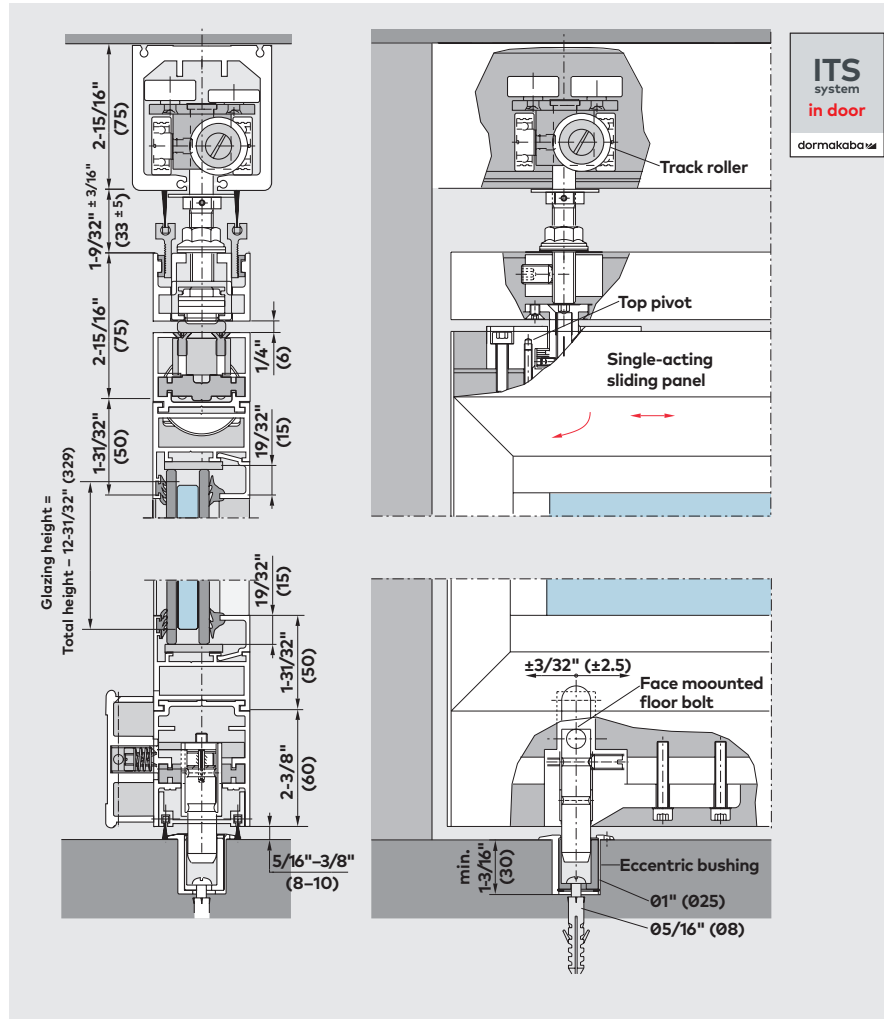 ITS
system
in door
dormakaba
2-15/16"
(75)
1-9/32" ± 3/16"
(33 ± 5)
2-15/16"
(75)
1/4"
(6)
1-31/32"
(50)
19/32"
(15)
Glazing height =
Total height – 12-31/32" (329)
19/32"
(15)
1-31/32"
(50)
2-3/8"
(60)
5/16"–3/8"
(8–10)
Track roller
Top pivot
Single-acting
sliding panel
±3/32" (±2.5)
Face moounted
floor bolt
min.
1-3/16"
(30)
Eccentric bushing
Ø1" (Ø25)
Ø5/16" (Ø8)